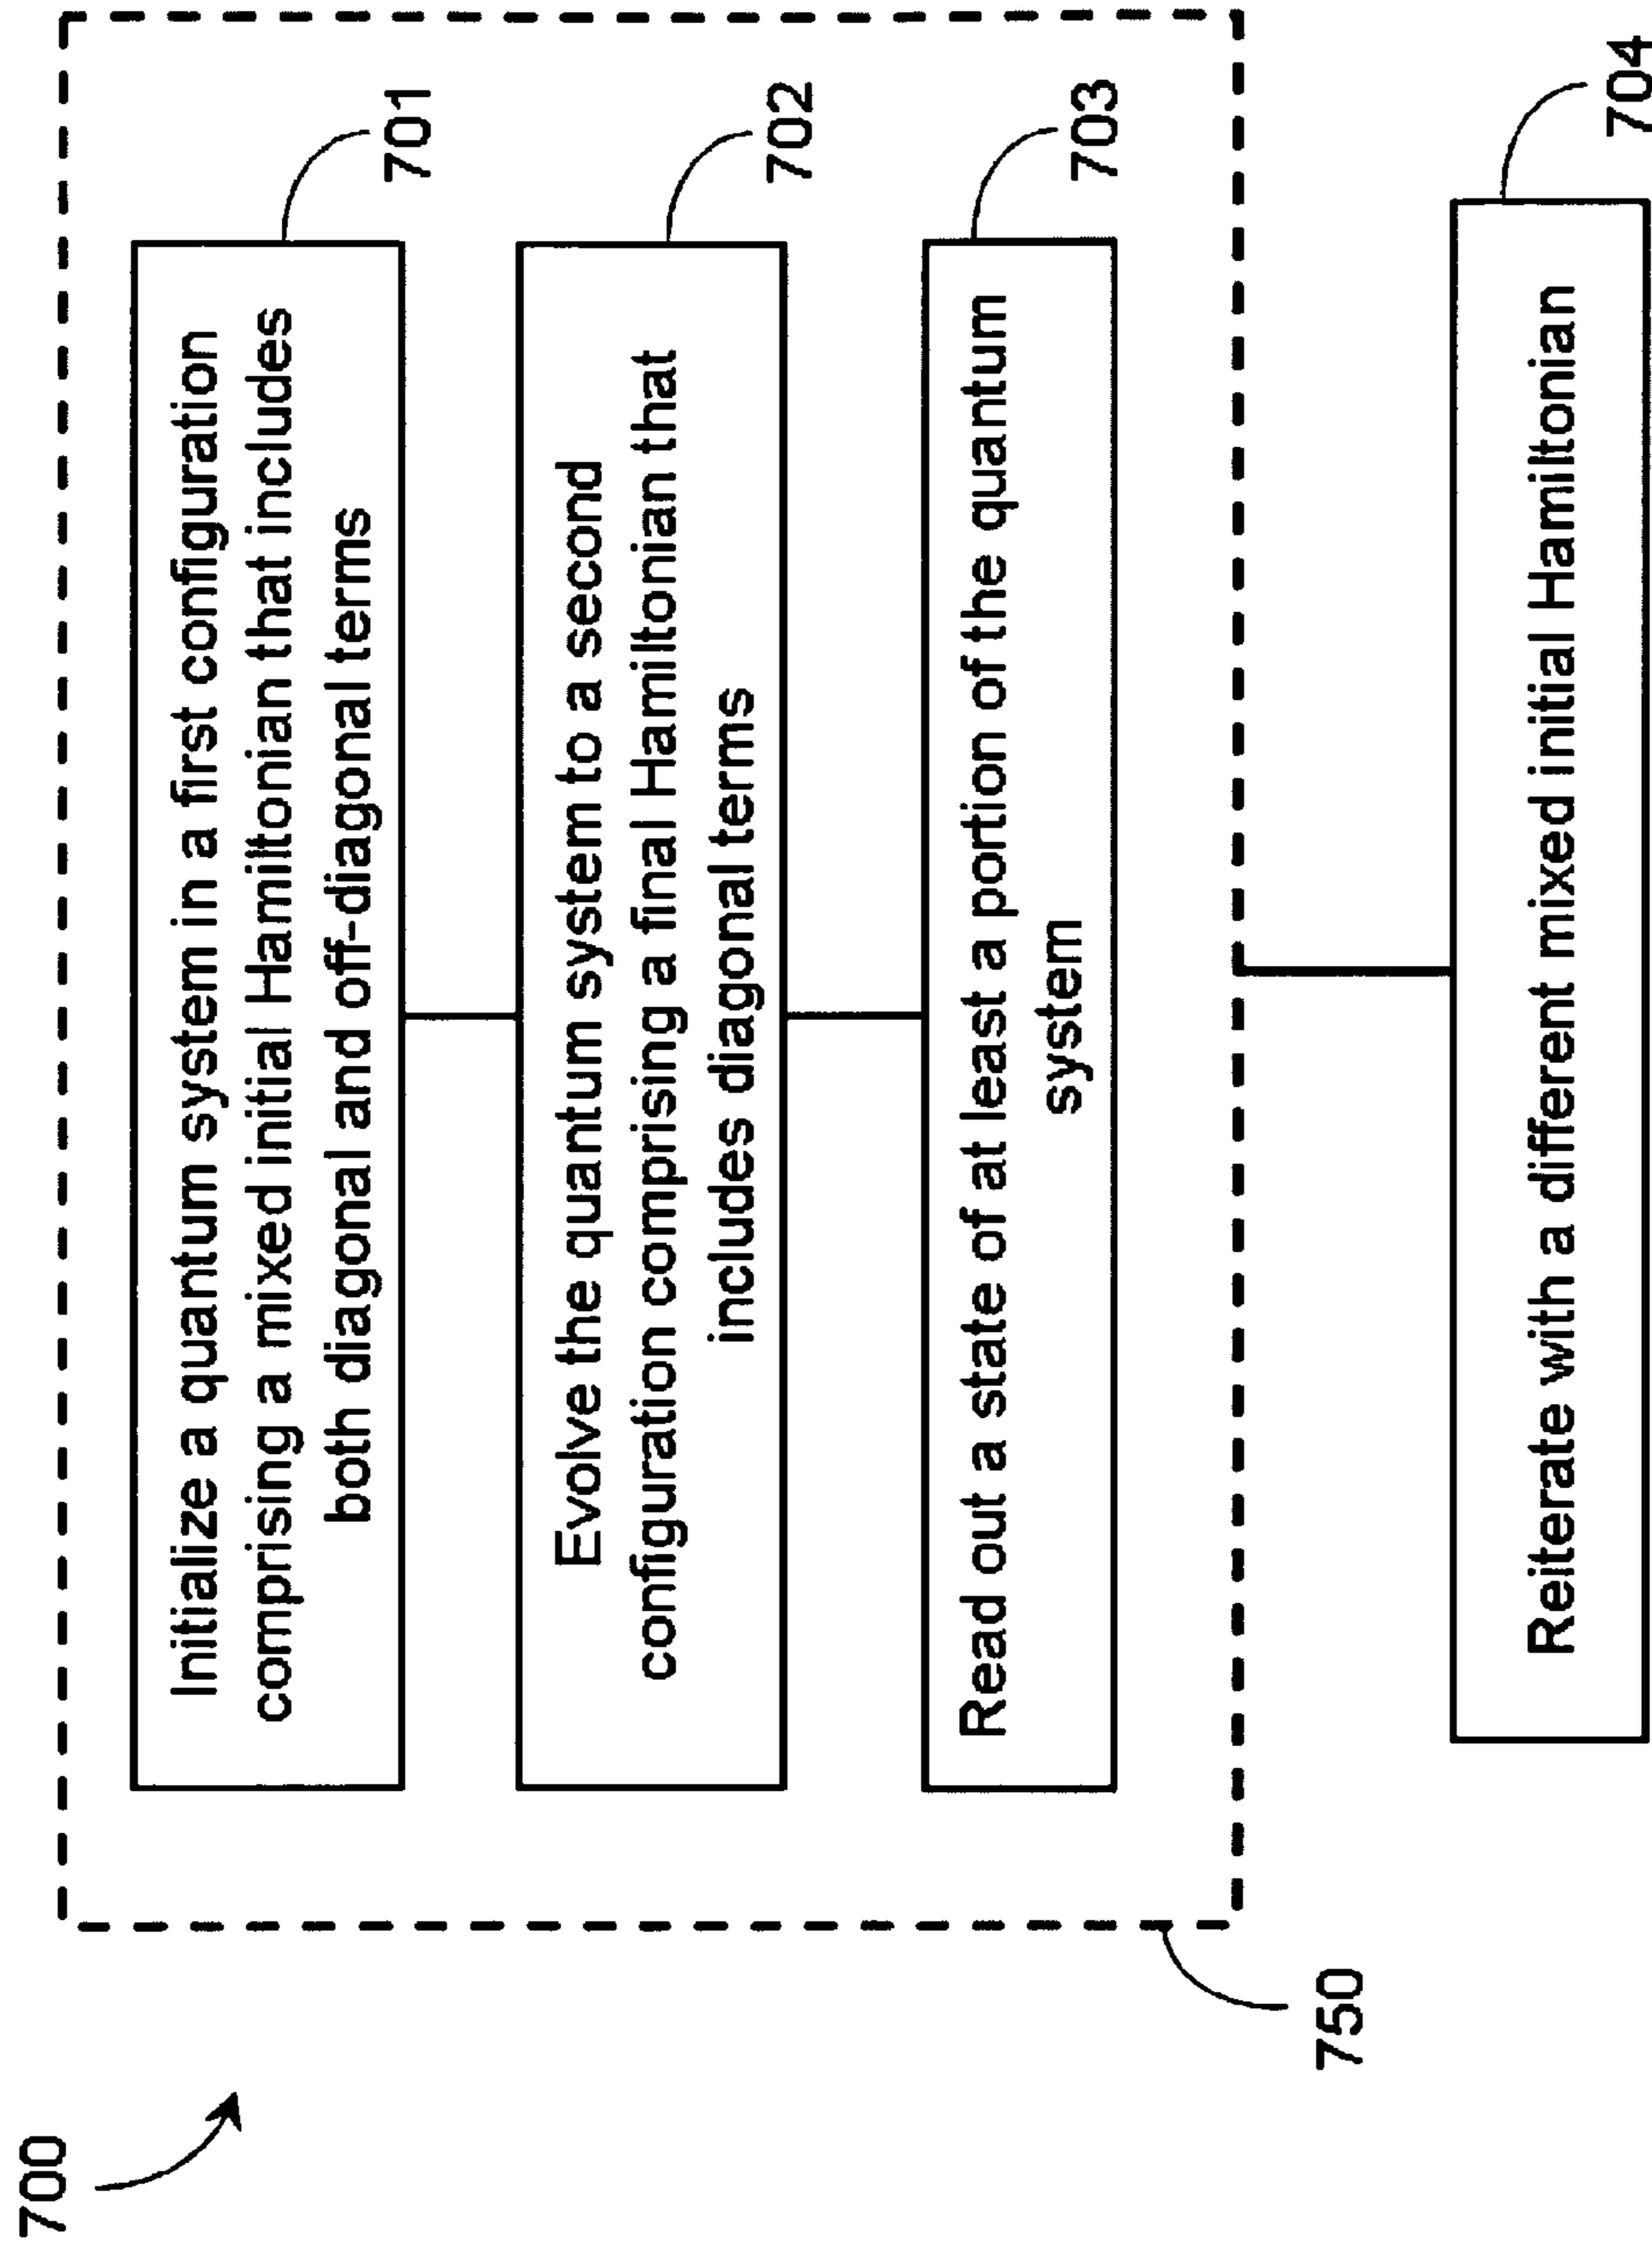 700
750
Initialize a quantum system in a first configuration
comprising a mixed initial Hamiltonian that includes
both diagonal and off-diagonal terms
701
Evolve the quantum system to a second
configuration comprising a final Hamiltonian that
includes diagonal terms
702
Read out a state of at least a portion of the quantum
system
703
Reiterate with a different mixed initial Hamiltonian
704